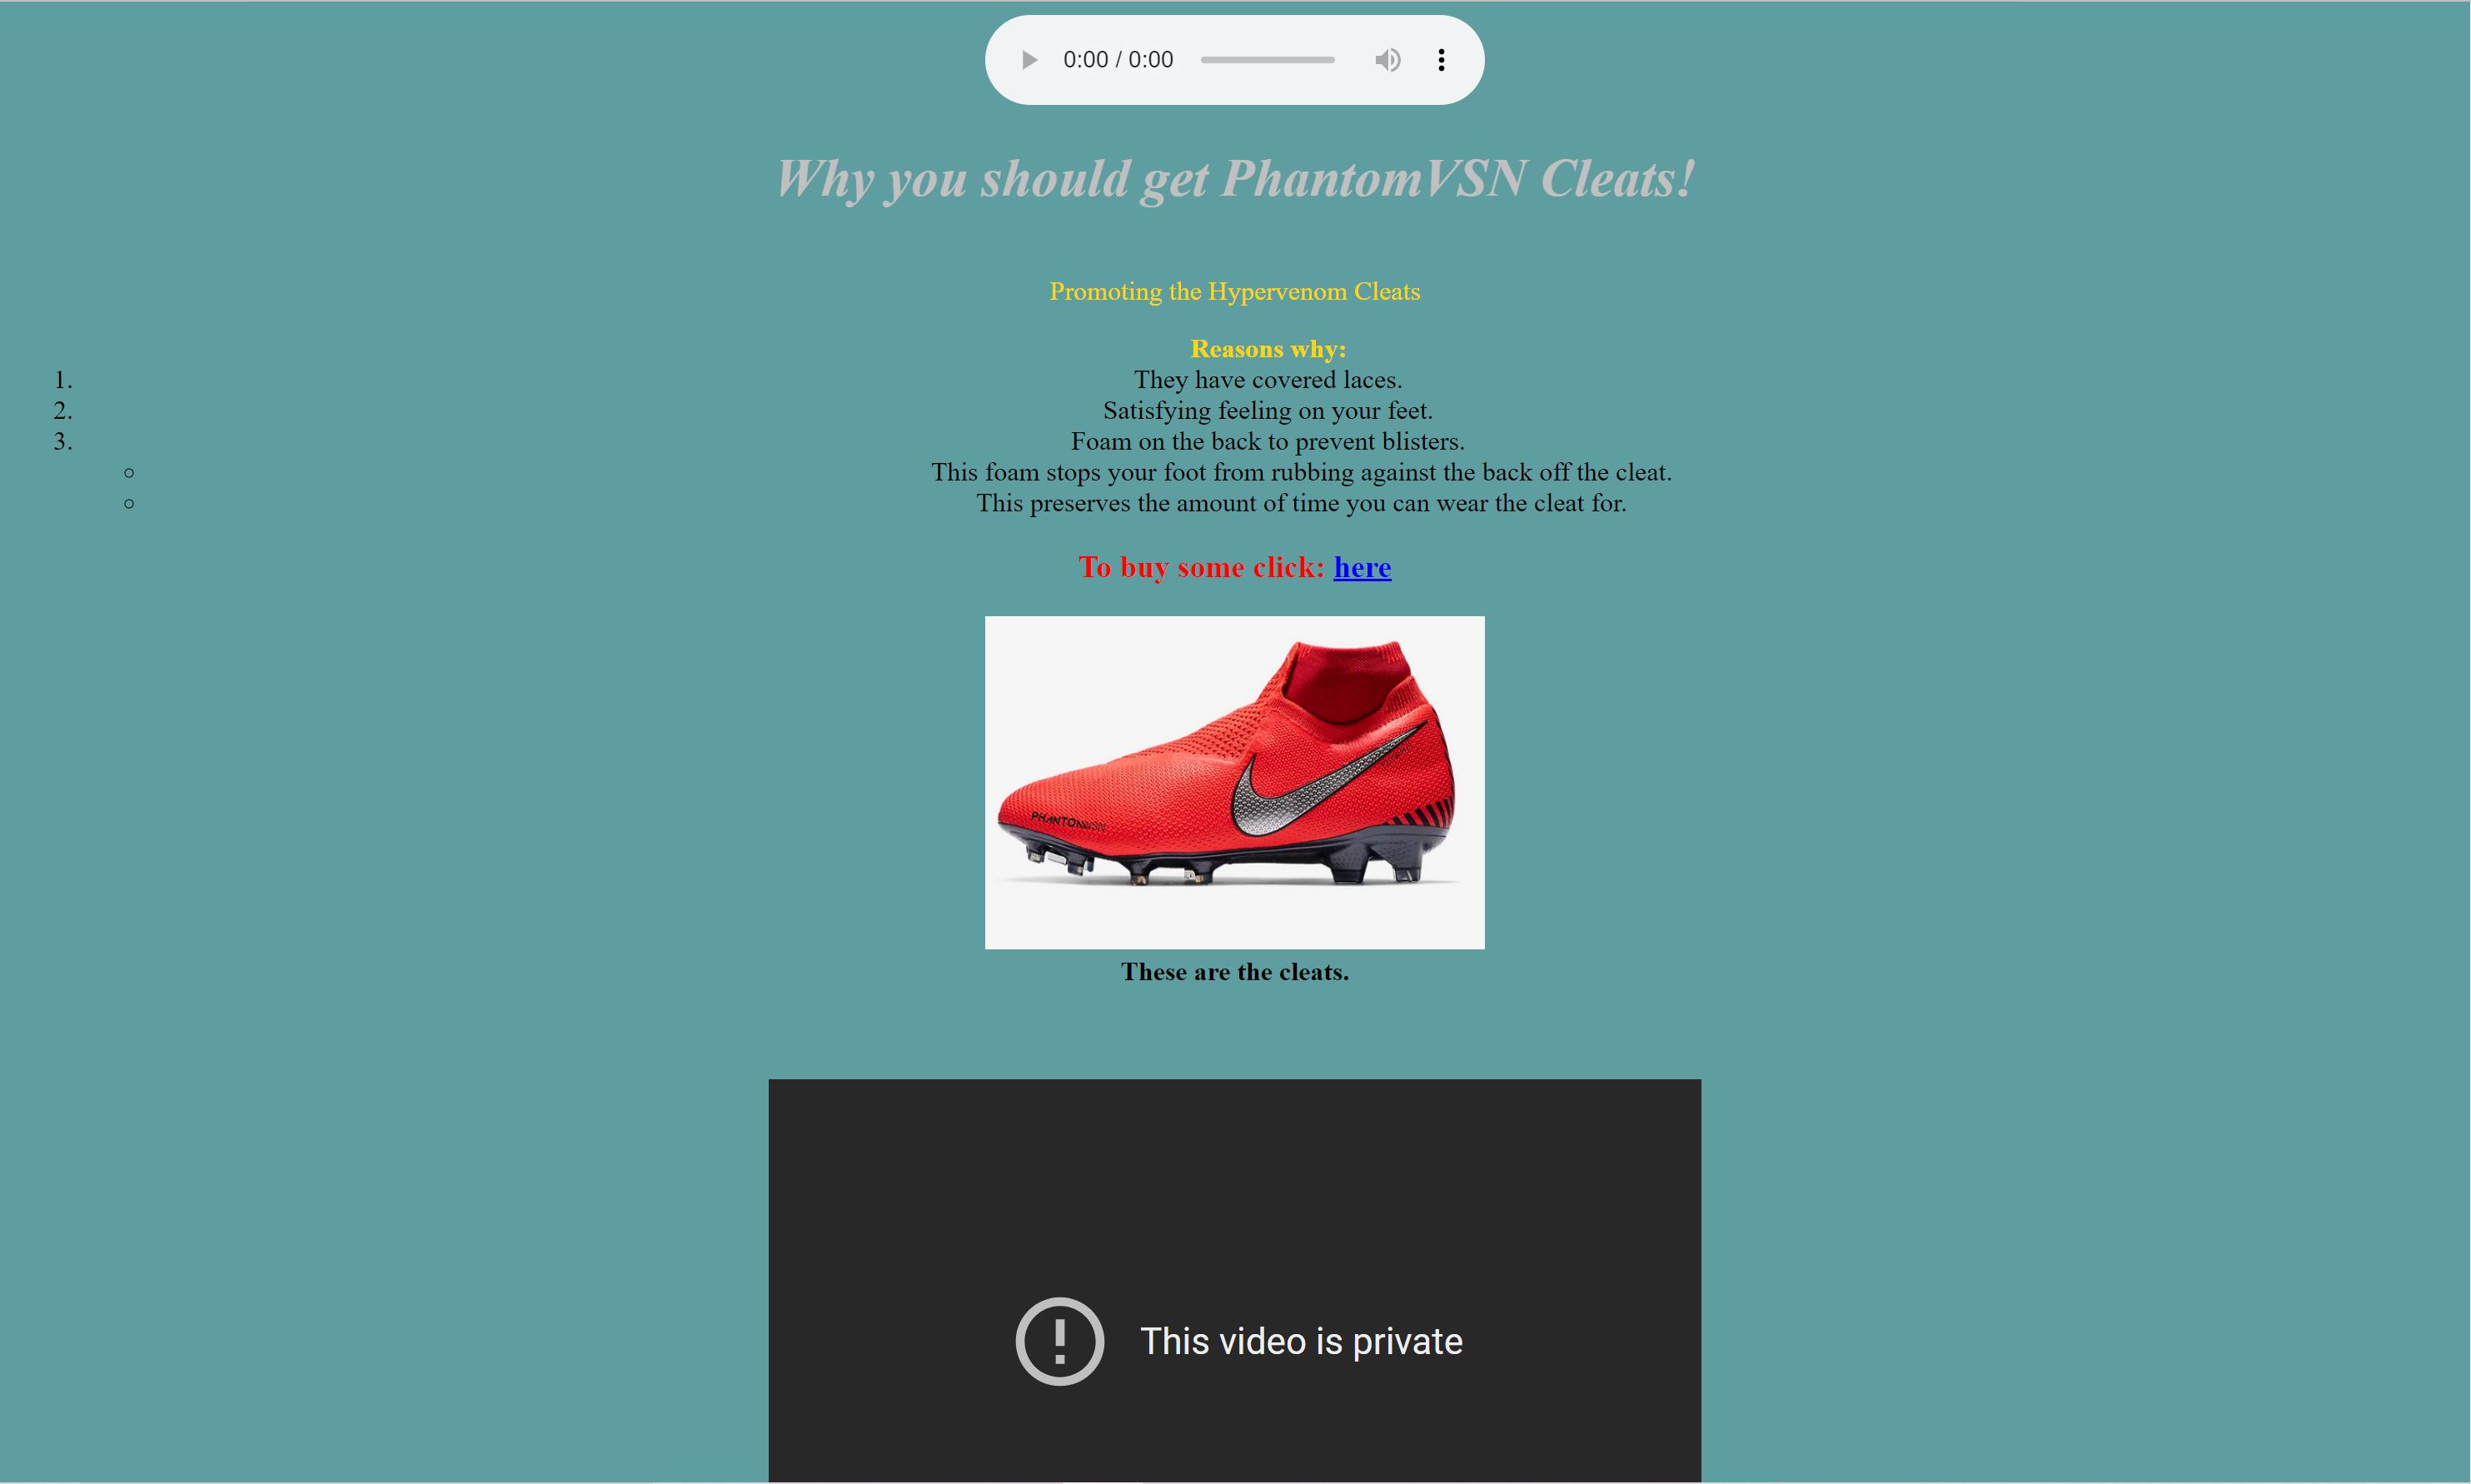 0:00 / 0:00
Why you should get PhantomVSN Cleats!
Promoting the Hypervenom Cleats
Reasons why:
1. They have covered laces.
2. Satisfying feeling on your feet.
3. Foam on the back to prevent blisters.
This foam stops your foot from rubbing against the back off the cleat.
This preserves the amount of time you can wear the cleat for.
To buy some click: here
PHANTOMVSN
These are the cleats.
This video is private